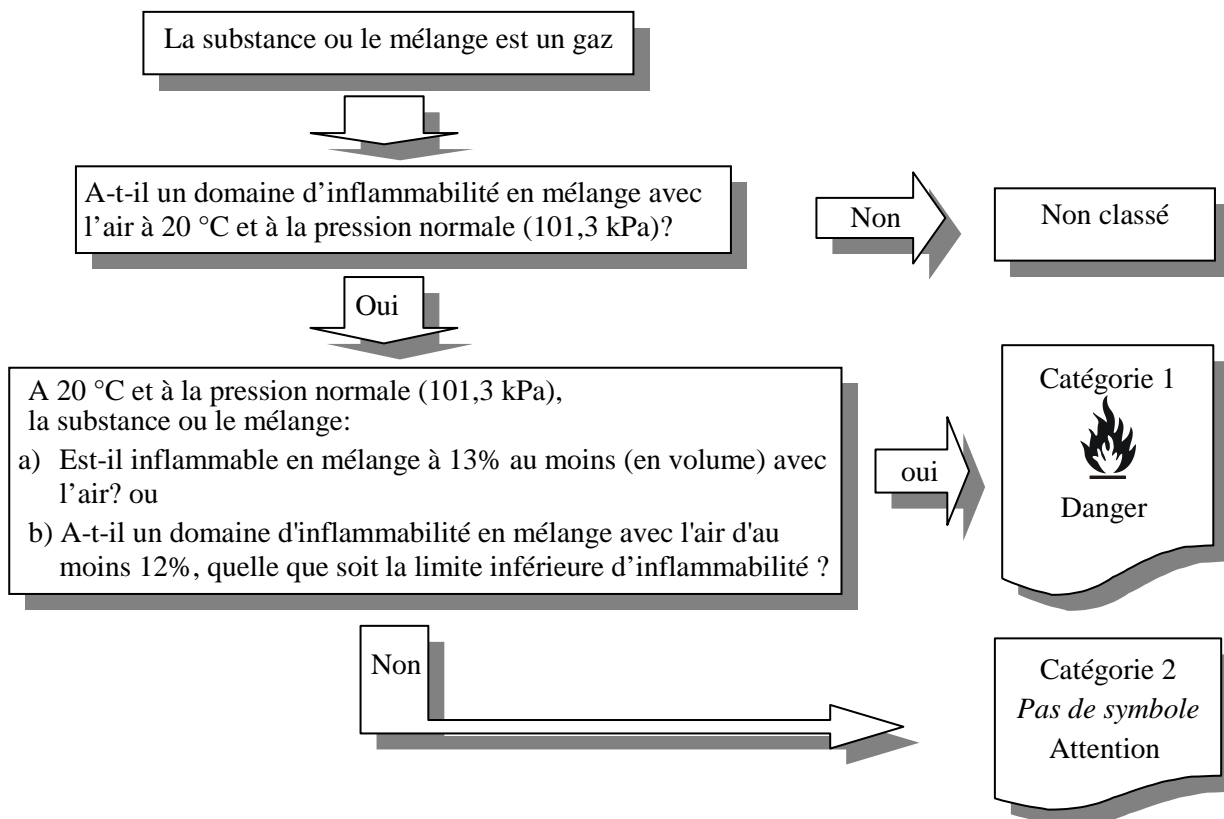 La substance ou le mélange est un gaz
A-t-il un domaine d’inflammabilité en mélange avec
l’air à 20 °C et à la pression normale (101,3 kPa)?
Non
Non classé
Oui
A 20 °C et à la pression normale (101,3 kPa),
la substance ou le mélange:
a) Est-il inflammable en mélange à 13% au moins (en volume) avec
l’air? ou
b) A-t-il un domaine d'inflammabilité en mélange avec l'air d'au
moins 12%, quelle que soit la limite inférieure d’inflammabilité ?
oui
Catégorie 1
Danger
Non
Catégorie 2
Pas de symbole
Attention